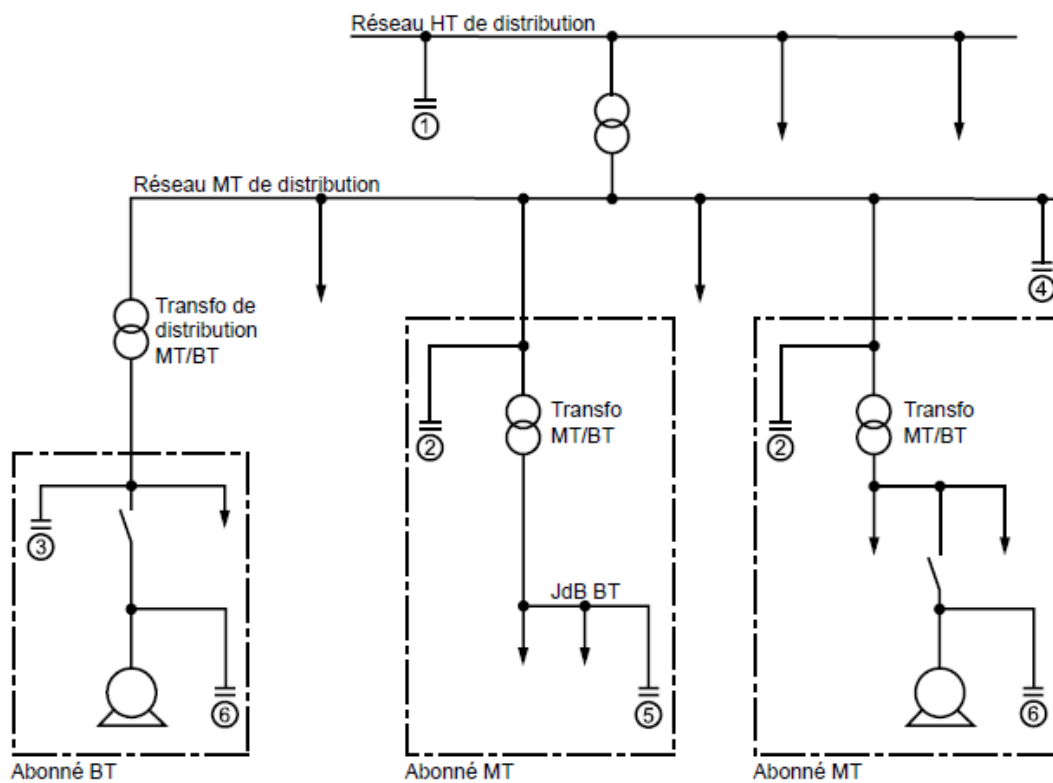 Réseau HT de distribution
1
Réseau MT de distribution
4
Transfo de
distribution
MT/BT
2
Transfo
MT/BT
2
Transfo
MT/BT
3
JdB BT
6
5
6
Abonné BT
Abonné MT
Abonné MT